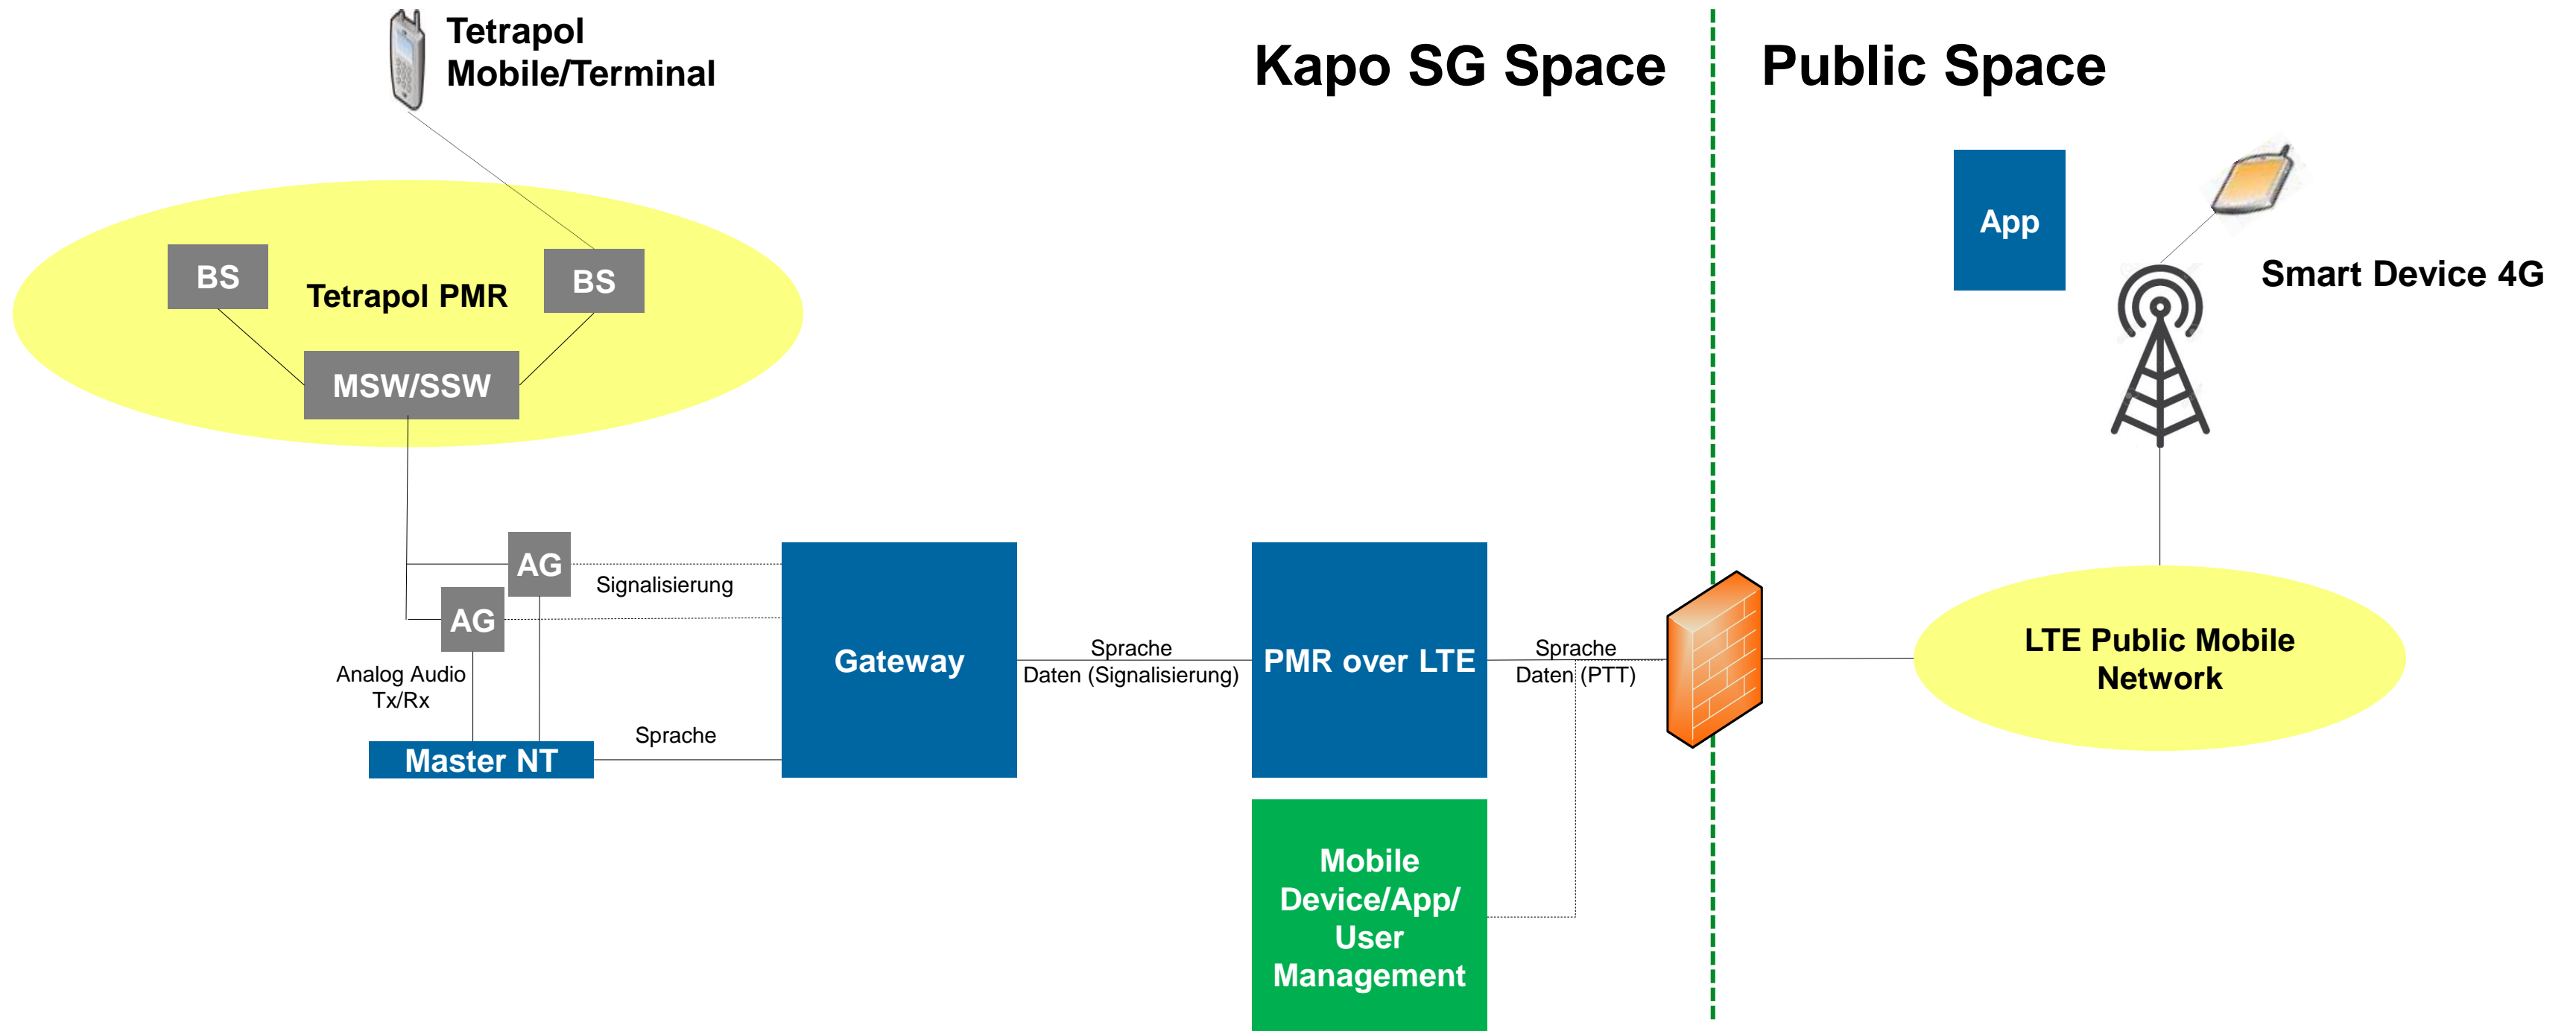 Tetrapol
Mobile/Terminal
Kapo SG Space
Public Space
App
Smart Device 4G
BS
Tetrapol PMR
BS
MSW/SSW
AG
Signalisierung
AG
Analog Audio
Tx/Rx
Master NT
Sprache
Gateway
Sprache
Daten (Signalisierung)
PMR over LTE
Sprache
Daten (PTT)
LTE Public Mobile
Network
Mobile
Device/App/
User
Management